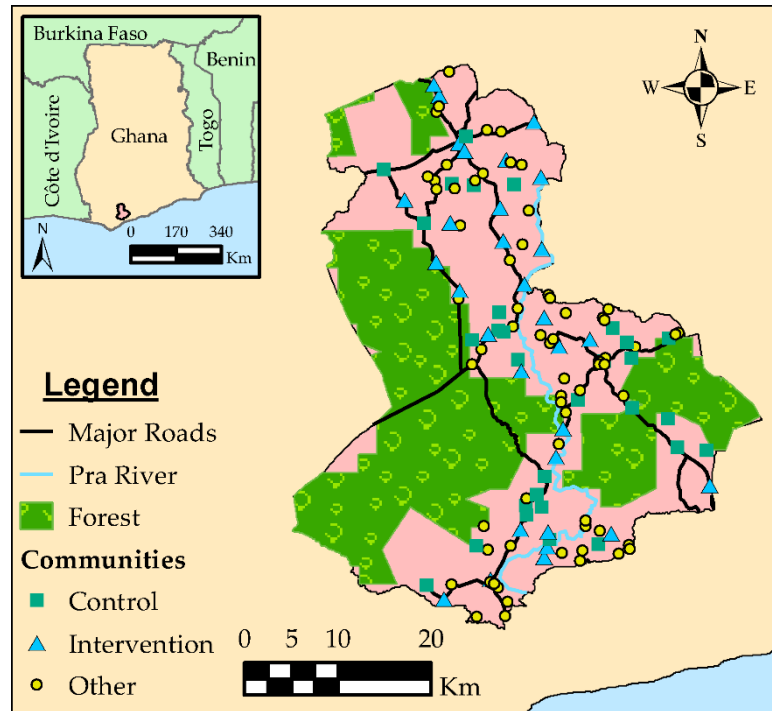 Burkina Faso
Benin
Togo
Ghana
Côte d'Ivoire
N
0 170 340
Km
N
W E
S
Legend
Major Roads
Pra River
Forest
Communities
Control
Intervention
Other
0 5 10 20
Km